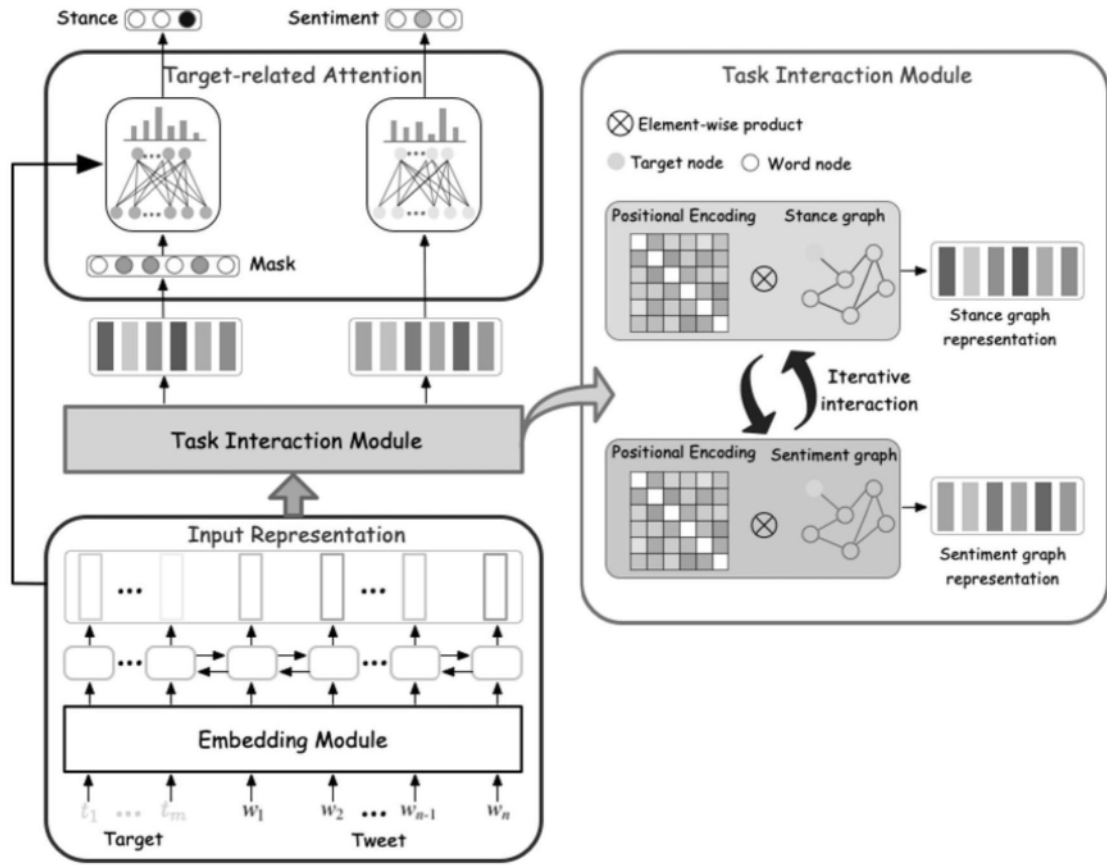 Stance
Sentiment
Target-related Attention
...
...
...
...
Mask
Task Interaction Module
Input Representation
...
...
...
...
Embedding Module
t1 ... tm w1 w2 ... wn-1 wn
Target
Tweet
Task Interaction Module
Element-wise product
Target node
Word node
Positional Encoding
Stance graph
Stance graph
representation
Iterative
interaction
Positional Encoding
Sentiment graph
Sentiment graph
representation